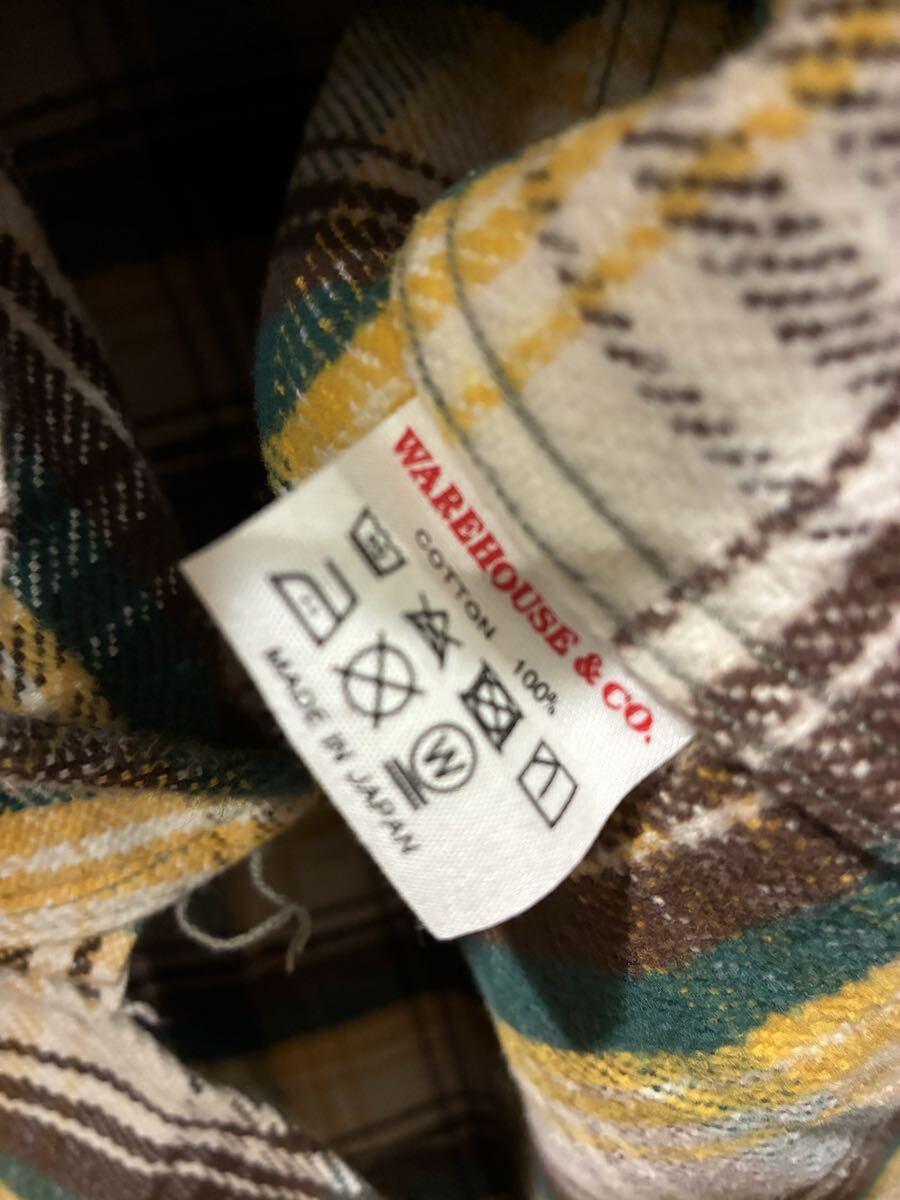 WAREHOUSE & CO.
COTTON 100%
W
MADE IN JAPAN